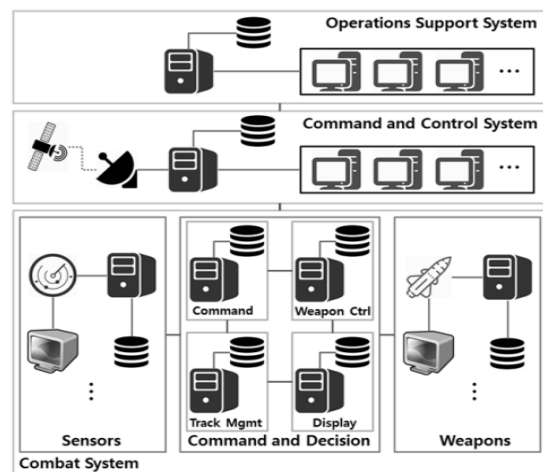 Operations Support System
...
Command and Control System
...
Command
Weapon Ctrl
Track Mgmt
Display
Sensors
Command and Decision
Weapons
Combat System